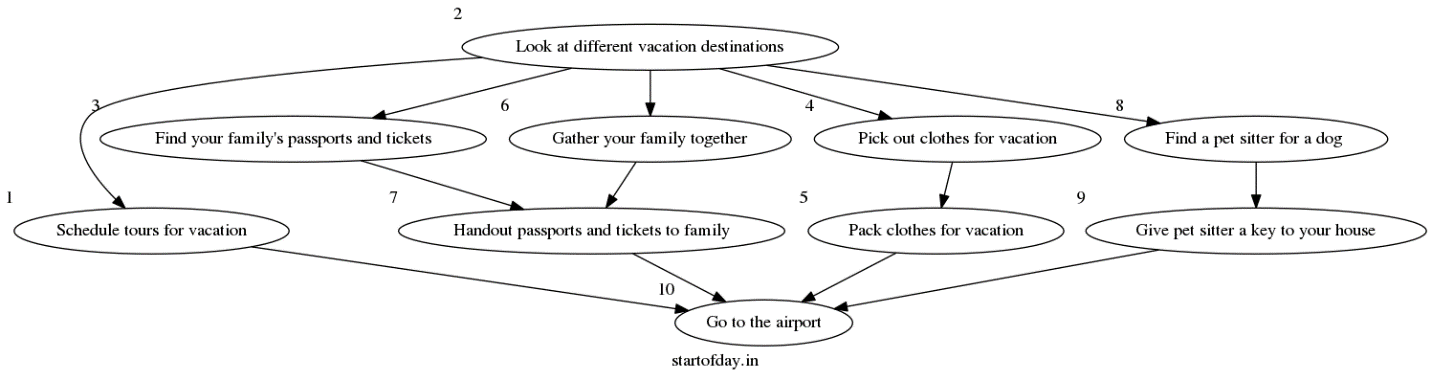 2
Look at different vacation destinations
3
Find your family's passports and tickets
6
Gather your family together
4
Pick out clothes for vacation
8
Find a pet sitter for a dog
1
Schedule tours for vacation
7
Handout passports and tickets to family
5
Pack clothes for vacation
9
Give pet sitter a key to your house
10
Go to the airport
startofday.in